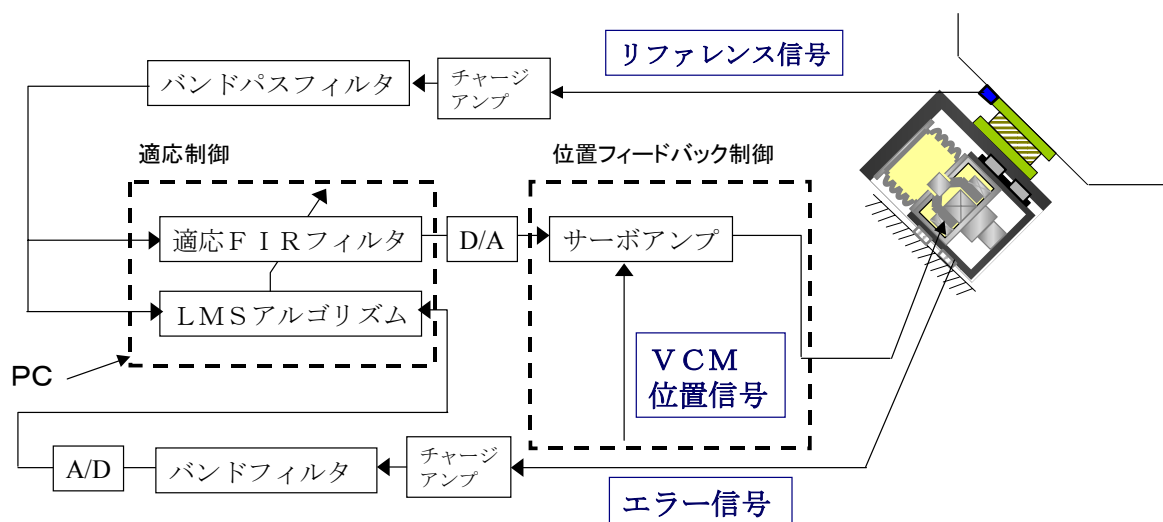 リファレンス信号
バンドパスフィルタ
チャージ
アンプ
適応制御
位置フィードバック制御
適応ＦＩＲフィルタ
D/A
サーボアンプ
ＬＭＳアルゴリズム
PC
ＶＣＭ
位置信号
A/D
バンドフィルタ
チャージ
アンプ
エラー信号